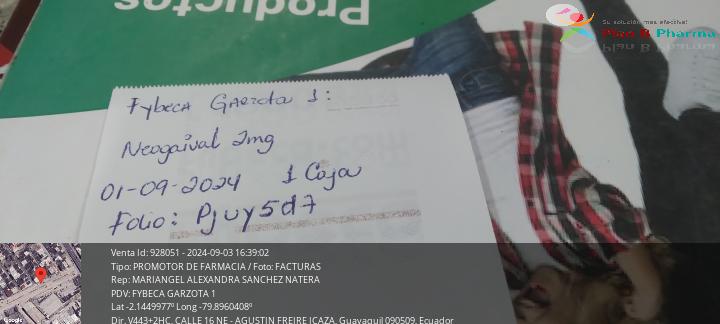 Productos
Su solución mas efectiva!
Plan B Pharma
Fybeca Garzota 1:
Neogaival 2mg
01-09-2024 1 Caja
Folio: Pjuy5d7
Venta Id: 928051 - 2024-09-03 16:39:02
Tipo: PROMOTOR DE FARMACIA / Foto: FACTURAS
Rep: MARIANGEL ALEXANDRA SANCHEZ NATERA
PDV: FYBECA GARZOTA 1
Lat -2.1449977º Long -79.8960408º
Dir. V443+2HC, CALLE 16 NE - AGUSTIN FREIRE ICAZA, Guayaquil 090509, Ecuador
Google